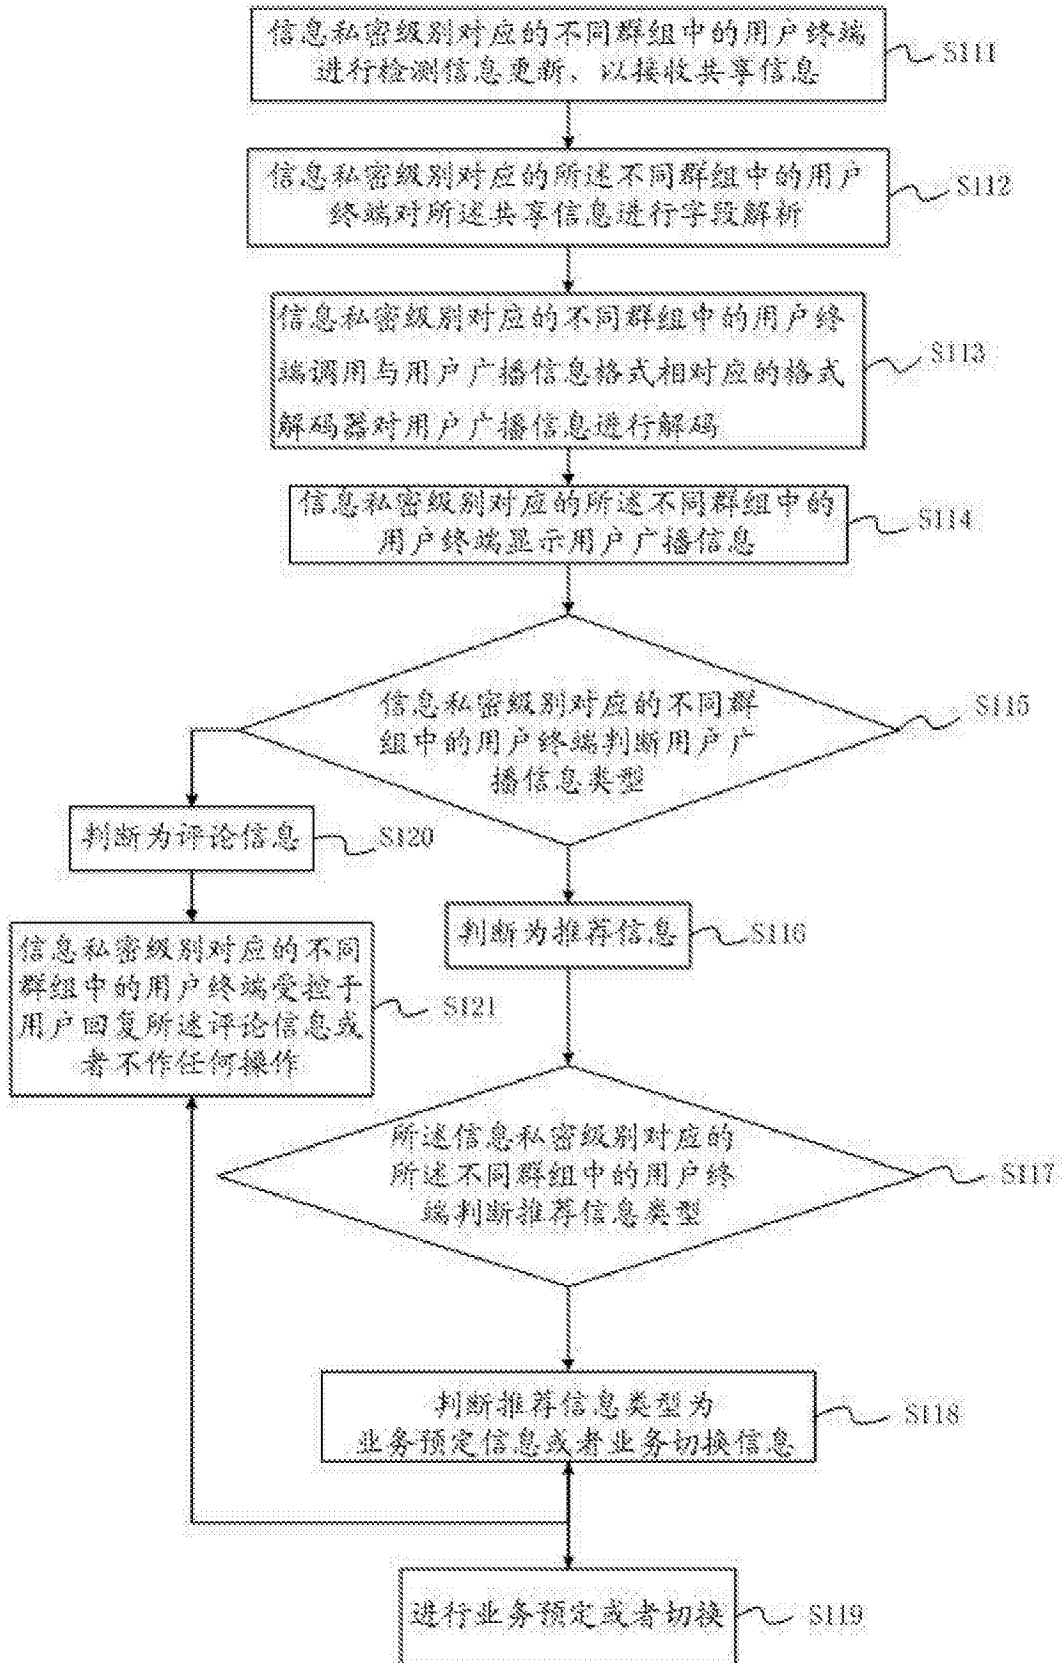 信息私密级别对应的不同群组中的用户终端
进行检测信息更新、以接收共享信息
S111
信息私密级别对应的所述不同群组中的用户
终端对所述共享信息进行字段解析
S112
信息私密级别对应的不同群组中的用户终
端调用与用户广播信息格式相对应的格式
解码器对用户广播信息进行解码
S113
信息私密级别对应的所述不同群组中的
用户终端显示用户广播信息
S114
信息私密级别对应的不同群
组中的用户终端判断用户广
播信息类型
S115
判断为评论信息
S120
判断为推荐信息
S116
信息私密级别对应的不同
群组中的用户终端受控于
用户回复所述评论信息或
者不作任何操作
S121
所述信息私密级别对应的
所述不同群组中的用户终
端判断推荐信息类型
S117
判断推荐信息类型为
业务预定信息或者业务切换信息
S118
进行业务预定或者切换
S119